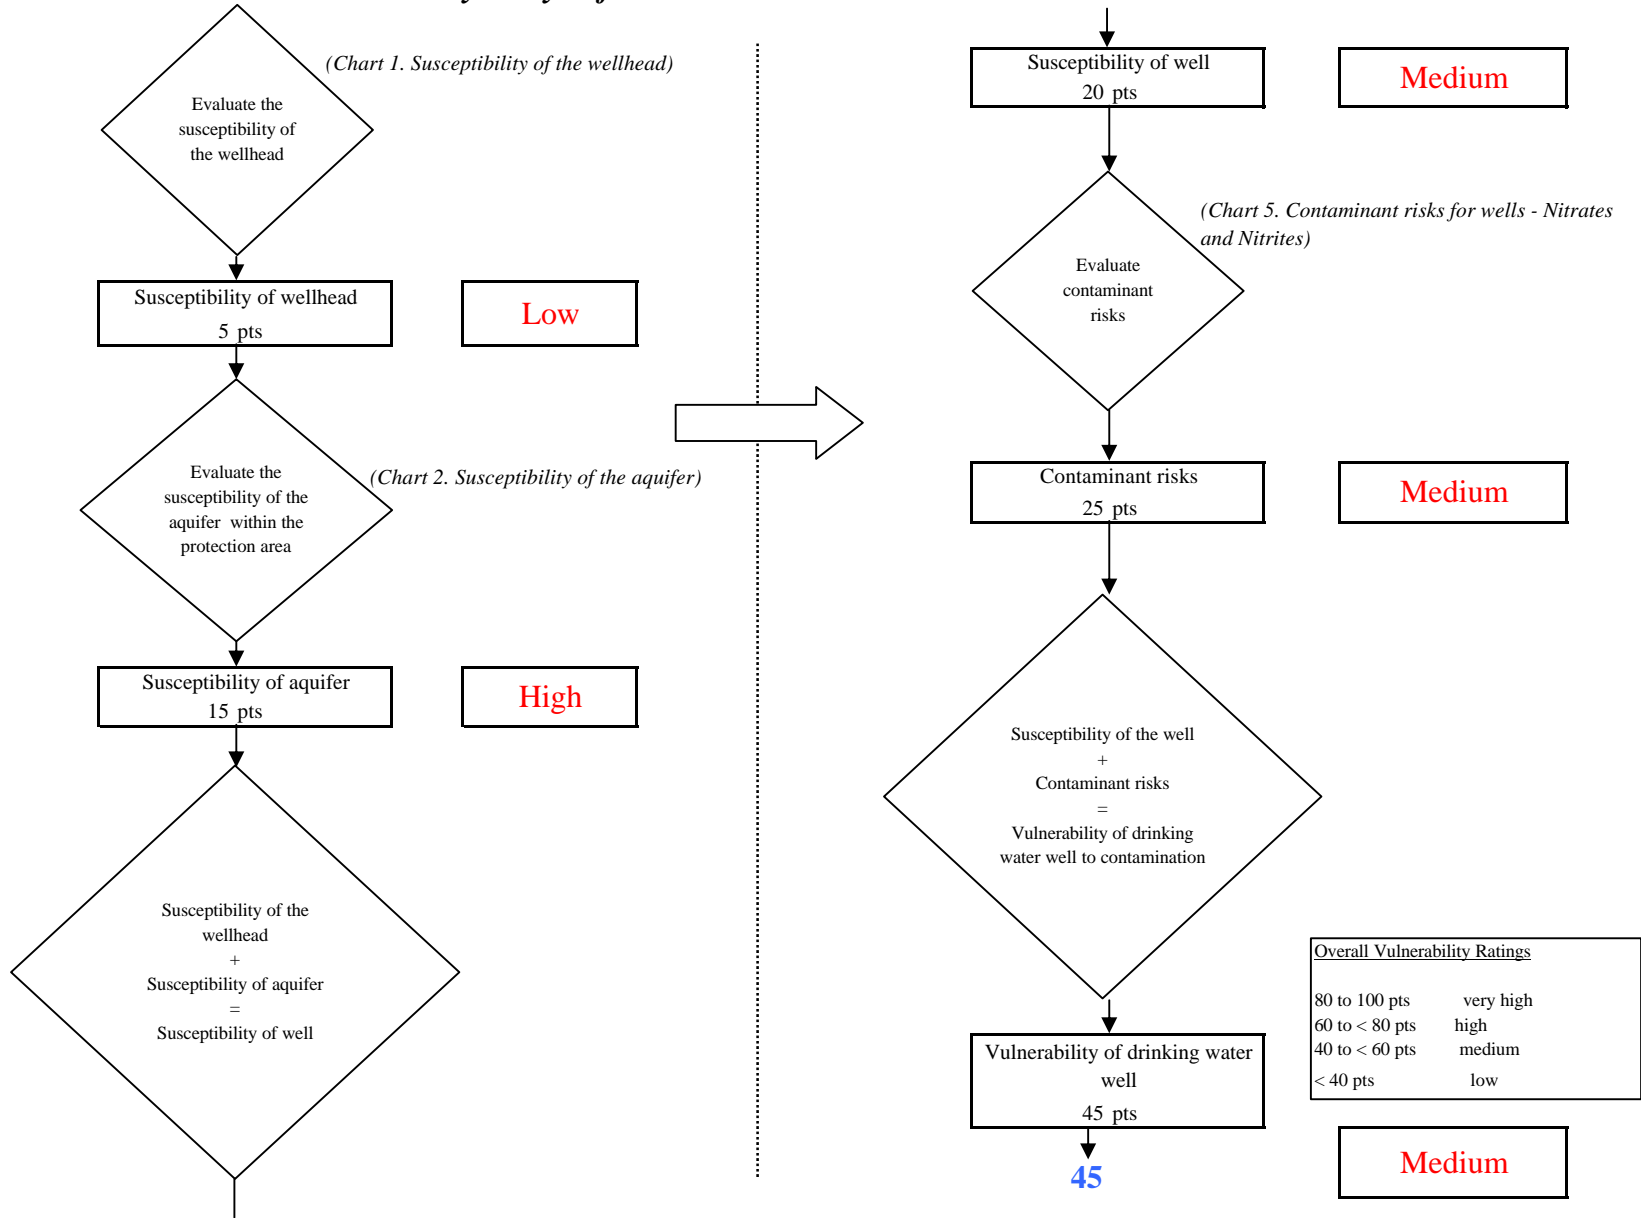 (Chart 1. Susceptibility of the wellhead)
Evaluate the
susceptibility of
the wellhead
Susceptibility of wellhead
5 pts
Low
Evaluate the
susceptibility of the
aquifer within the
protection area
(Chart 2. Susceptibility of the aquifer)
Susceptibility of aquifer
15 pts
High
Susceptibility of the
wellhead
+
Susceptibility of aquifer
=
Susceptibility of well
Susceptibility of well
20 pts
Medium
(Chart 5. Contaminant risks for wells - Nitrates
and Nitrites)
Evaluate
contaminant
risks
Contaminant risks
25 pts
Medium
Susceptibility of the well
+
Contaminant risks
=
Vulnerability of drinking
water well to contamination
Overall Vulnerability Ratings
80 to 100 pts very high
60 to < 80 pts high
40 to < 60 pts medium
< 40 pts low
Vulnerability of drinking water
well
45 pts
45
Medium